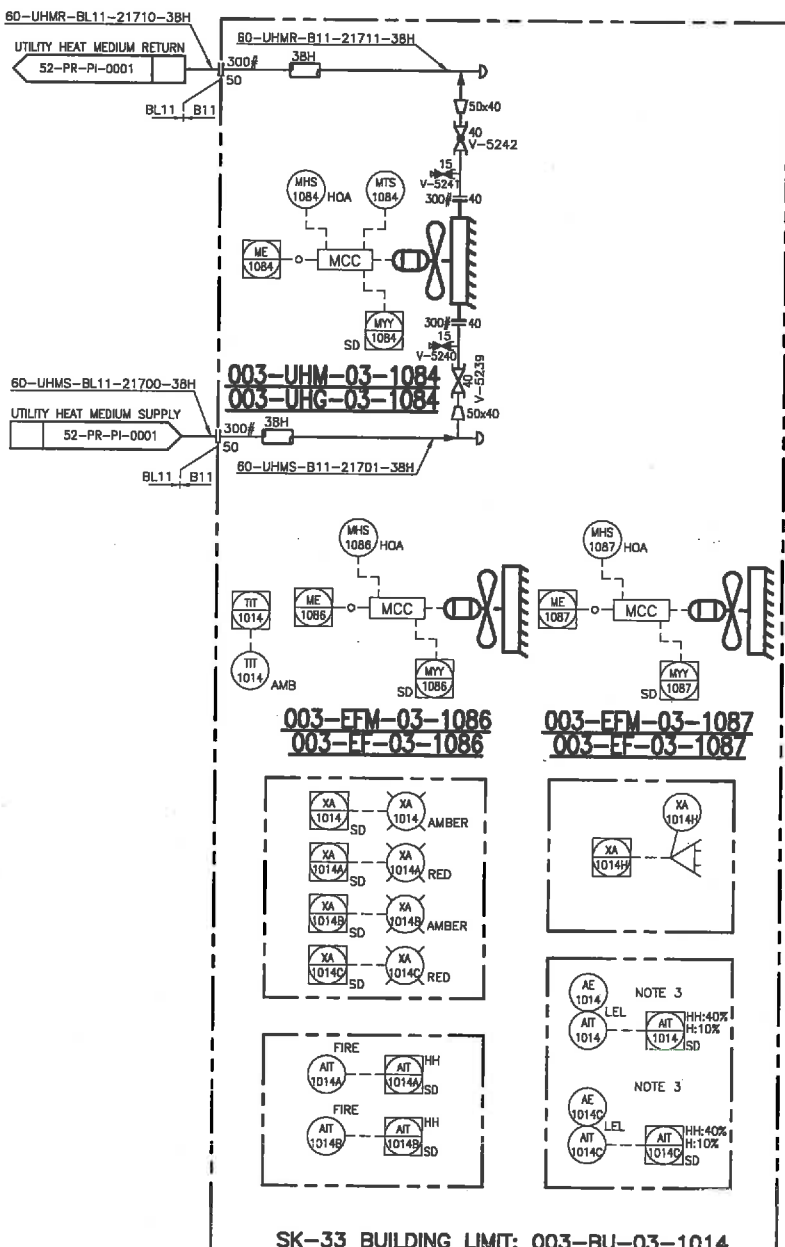 60-UHMR-BL11-21710-38H
UTILITY HEAT MEDIUM RETURN
52-PR-PI-0001
300#
50
BL11
B11
38H
60-UHMR-B11-21711-38H
50x40
40
V-5242
15
V-5241
300#
40
MHS
1084
HOA
MTS
1084
ME
1084
MCC
MYY
1084
SD
300#
40
15
V-5240
40
V-5239
50x40
003-UHM-03-1084
003-UHG-03-1084
60-UHMS-BL11-21700-38H
UTILITY HEAT MEDIUM SUPPLY
52-PR-PI-0001
300#
50
BL11
B11
38H
60-UHMS-B11-21701-38H
MHS
1086
HOA
ME
1086
MCC
MYY
1086
SD
TIT
1014
TIT
1014
AMB
003-EFM-03-1086
003-EF-03-1086
MHS
1087
HOA
ME
1087
MCC
MYY
1087
SD
003-EFM-03-1087
003-EF-03-1087
XA
1014
SD
XA
1014
AMBER
XA
1014A
SD
XA
1014A
RED
XA
1014B
SD
XA
1014B
AMBER
XA
1014C
SD
XA
1014C
RED
XA
1014H
XA
1014H
FIRE
AIT
1014A
AIT
1014A
HH
SD
FIRE
AIT
1014B
AIT
1014B
HH
SD
AE
1014
NOTE 3
LEL
AIT
1014
AIT
1014
HH:40%
H:10%
SD
AE
1014C
NOTE 3
LEL
AIT
1014C
AIT
1014C
HH:40%
H:10%
SD
SK-33 BUILDING LIMIT: 003-BU-03-1014